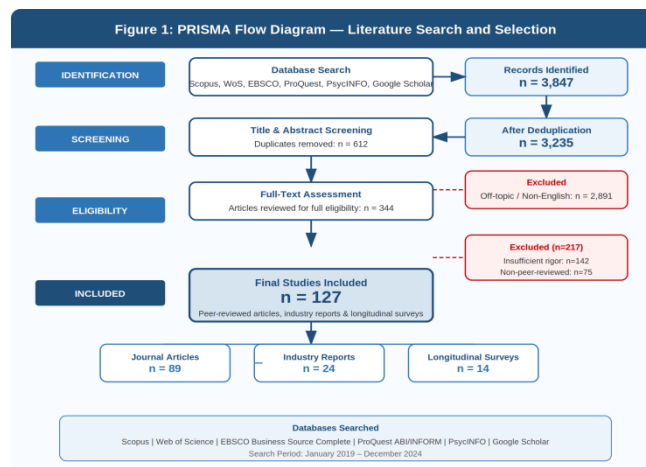 Figure 1: PRISMA Flow Diagram — Literature Search and Selection
IDENTIFICATION
Database Search
Scopus, WoS, EBSCO, ProQuest, PsycINFO, Google Scholar
Records Identified
n = 3,847
SCREENING
Title & Abstract Screening
Duplicates removed: n = 612
After Deduplication
n = 3,235
ELIGIBILITY
Full-Text Assessment
Articles reviewed for full eligibility: n = 344
Excluded
Off-topic / Non-English: n = 2,891
Excluded (n=217)
Insufficient rigor: n=142
Non-peer-reviewed: n=75
INCLUDED
Final Studies Included
n = 127
Peer-reviewed articles, industry reports & longitudinal surveys
Journal Articles
n = 89
Industry Reports
n = 24
Longitudinal Surveys
n = 14
Databases Searched
Scopus | Web of Science | EBSCO Business Source Complete | ProQuest ABI/INFORM | PsycINFO | Google Scholar
Search Period: January 2019 – December 2024